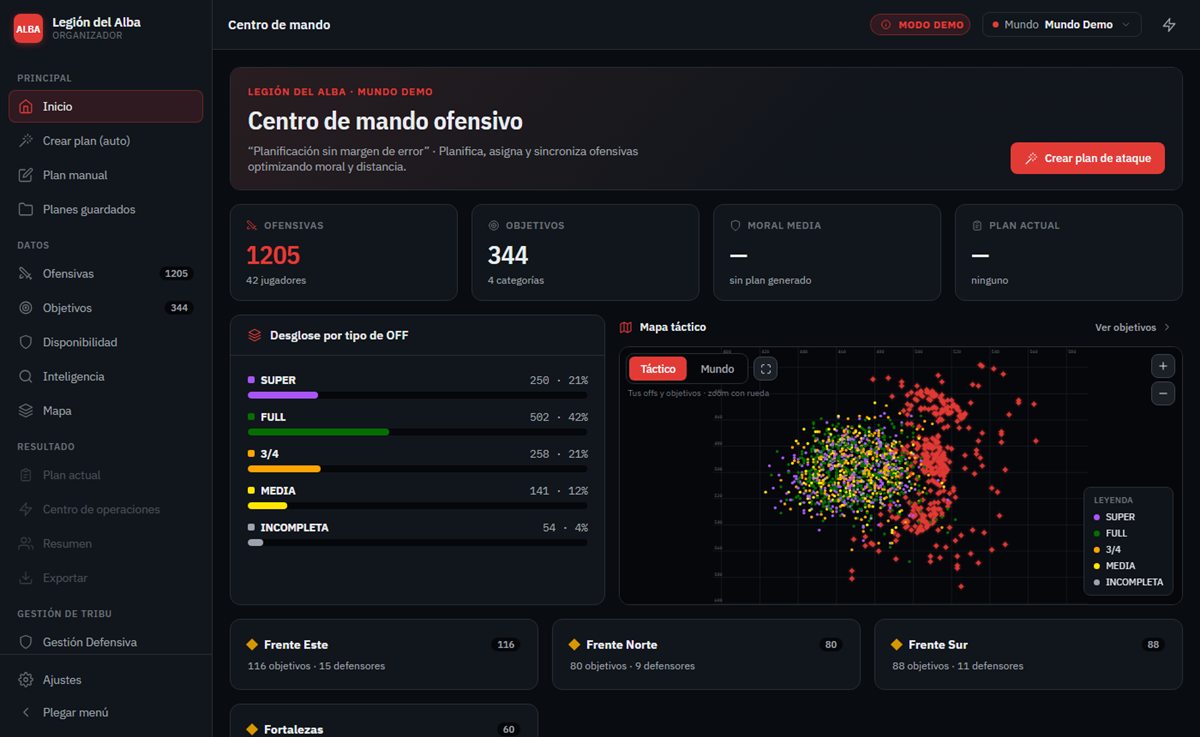 ALBA
Legión del Alba
ORGANIZADOR
PRINCIPAL
Inicio
Crear plan (auto)
Plan manual
Planes guardados
DATOS
Ofensivas 1205
Objetivos 344
Disponibilidad
Inteligencia
Mapa
RESULTADO
Plan actual
Centro de operaciones
Resumen
Exportar
GESTIÓN DE TRIBU
Gestión Defensiva
Ajustes
Plegar menú
Centro de mando
MODO DEMO
Mundo Mundo Demo
LEGIÓN DEL ALBA · MUNDO DEMO
Centro de mando ofensivo
“Planificación sin margen de error” · Planifica, asigna y sincroniza ofensivas
optimizando moral y distancia.
Crear plan de ataque
OFENSIVAS
1205
42 jugadores
OBJETIVOS
344
4 categorías
MORAL MEDIA
—
sin plan generado
PLAN ACTUAL
—
ninguno
Desglose por tipo de OFF
SUPER 250 · 21%
FULL 502 · 42%
3/4 258 · 21%
MEDIA 141 · 12%
INCOMPLETA 54 · 4%
Mapa táctico
Ver objetivos
Táctico
Mundo
Tus offs y objetivos · zoom con rueda
+
−
LEYENDA
SUPER
FULL
3/4
MEDIA
INCOMPLETA
Frente Este 116
116 objetivos · 15 defensores
Frente Norte 80
80 objetivos · 9 defensores
Frente Sur 88
88 objetivos · 11 defensores
Fortalezas 60